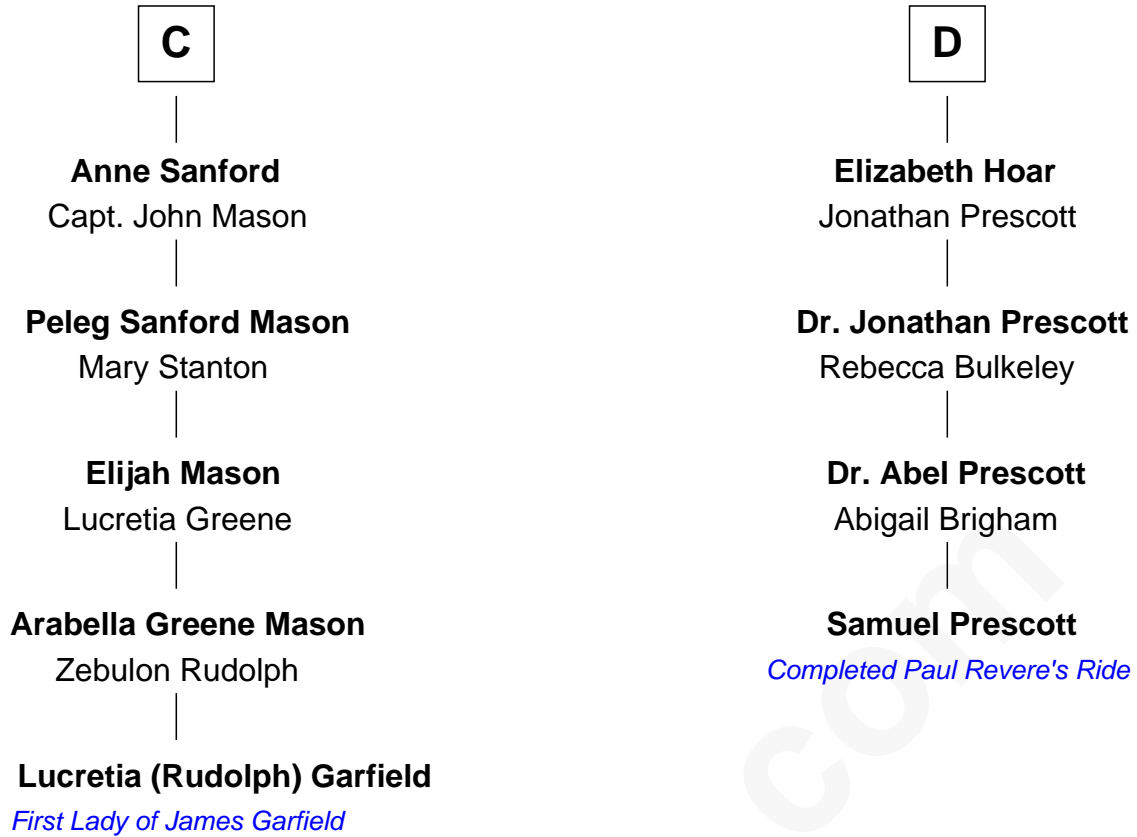 C
Anne Sanford
Capt. John Mason
Peleg Sanford Mason
Mary Stanton
Elijah Mason
Lucretia Greene
Arabella Greene Mason
Zebulon Rudolph
Lucretia (Rudolph) Garfield
First Lady of James Garfield
D
Elizabeth Hoar
Jonathan Prescott
Dr. Jonathan Prescott
Rebecca Bulkeley
Dr. Abel Prescott
Abigail Brigham
Samuel Prescott
Completed Paul Revere's Ride
com